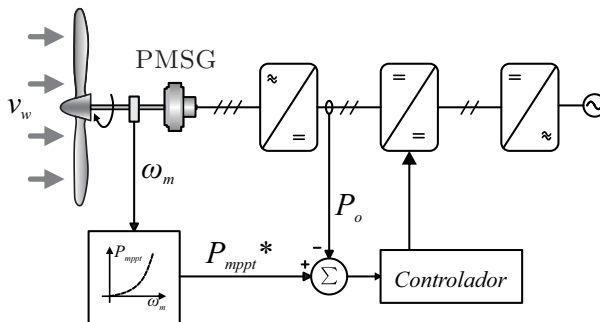 PMSG
v_w
≈
=
=
=
=
≈
~
ω_m
P_o
P_mppt
ω_m
P_mppt*
-
+
Σ
Controlador